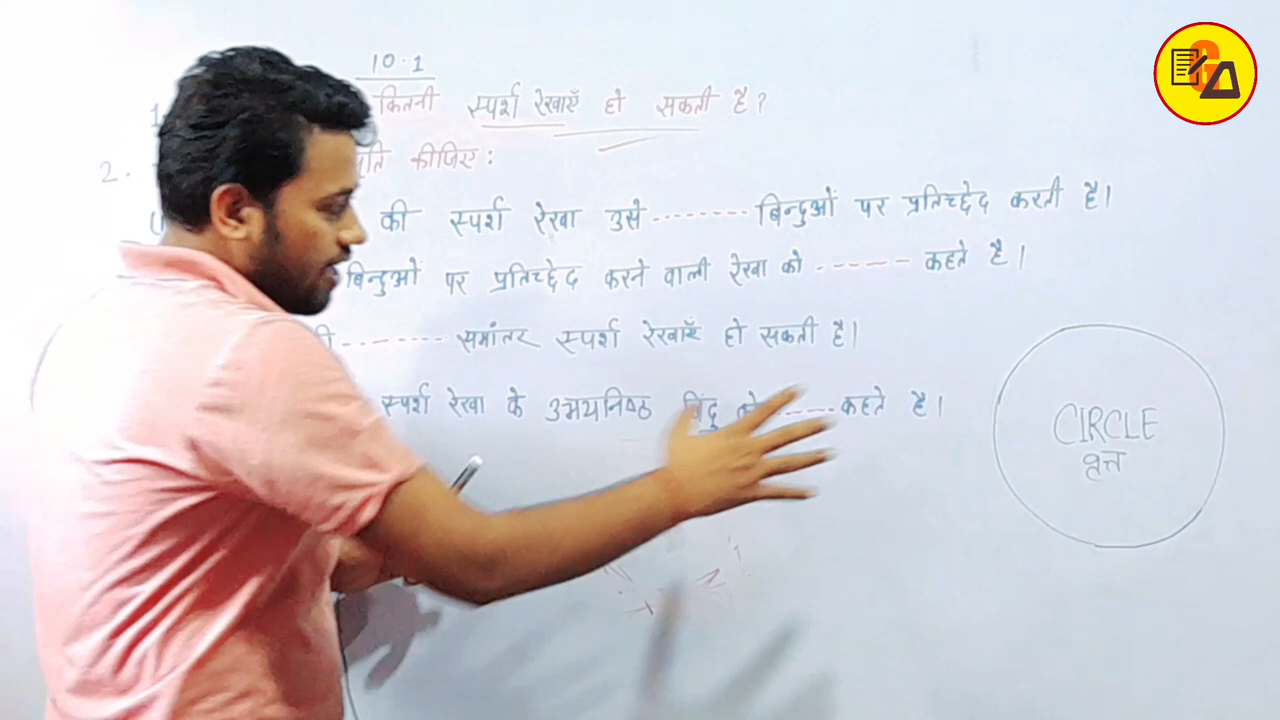 10.1
1 कितनी स्पर्श रेखाएँ हो सकती है?
2. कीजिए:
की स्पर्श रेखा उसे -------- बिन्दुओं पर प्रतिच्छेद करती है।
बिन्दुओं पर प्रतिच्छेद करने वाली रेखा को ------ कहते है।
-------- समांतर स्पर्श रेखाएँ हो सकती है।
स्पर्श रेखा के उभयनिष्ठ बिंदु ---- कहते है।
CIRCLE
वृत्त